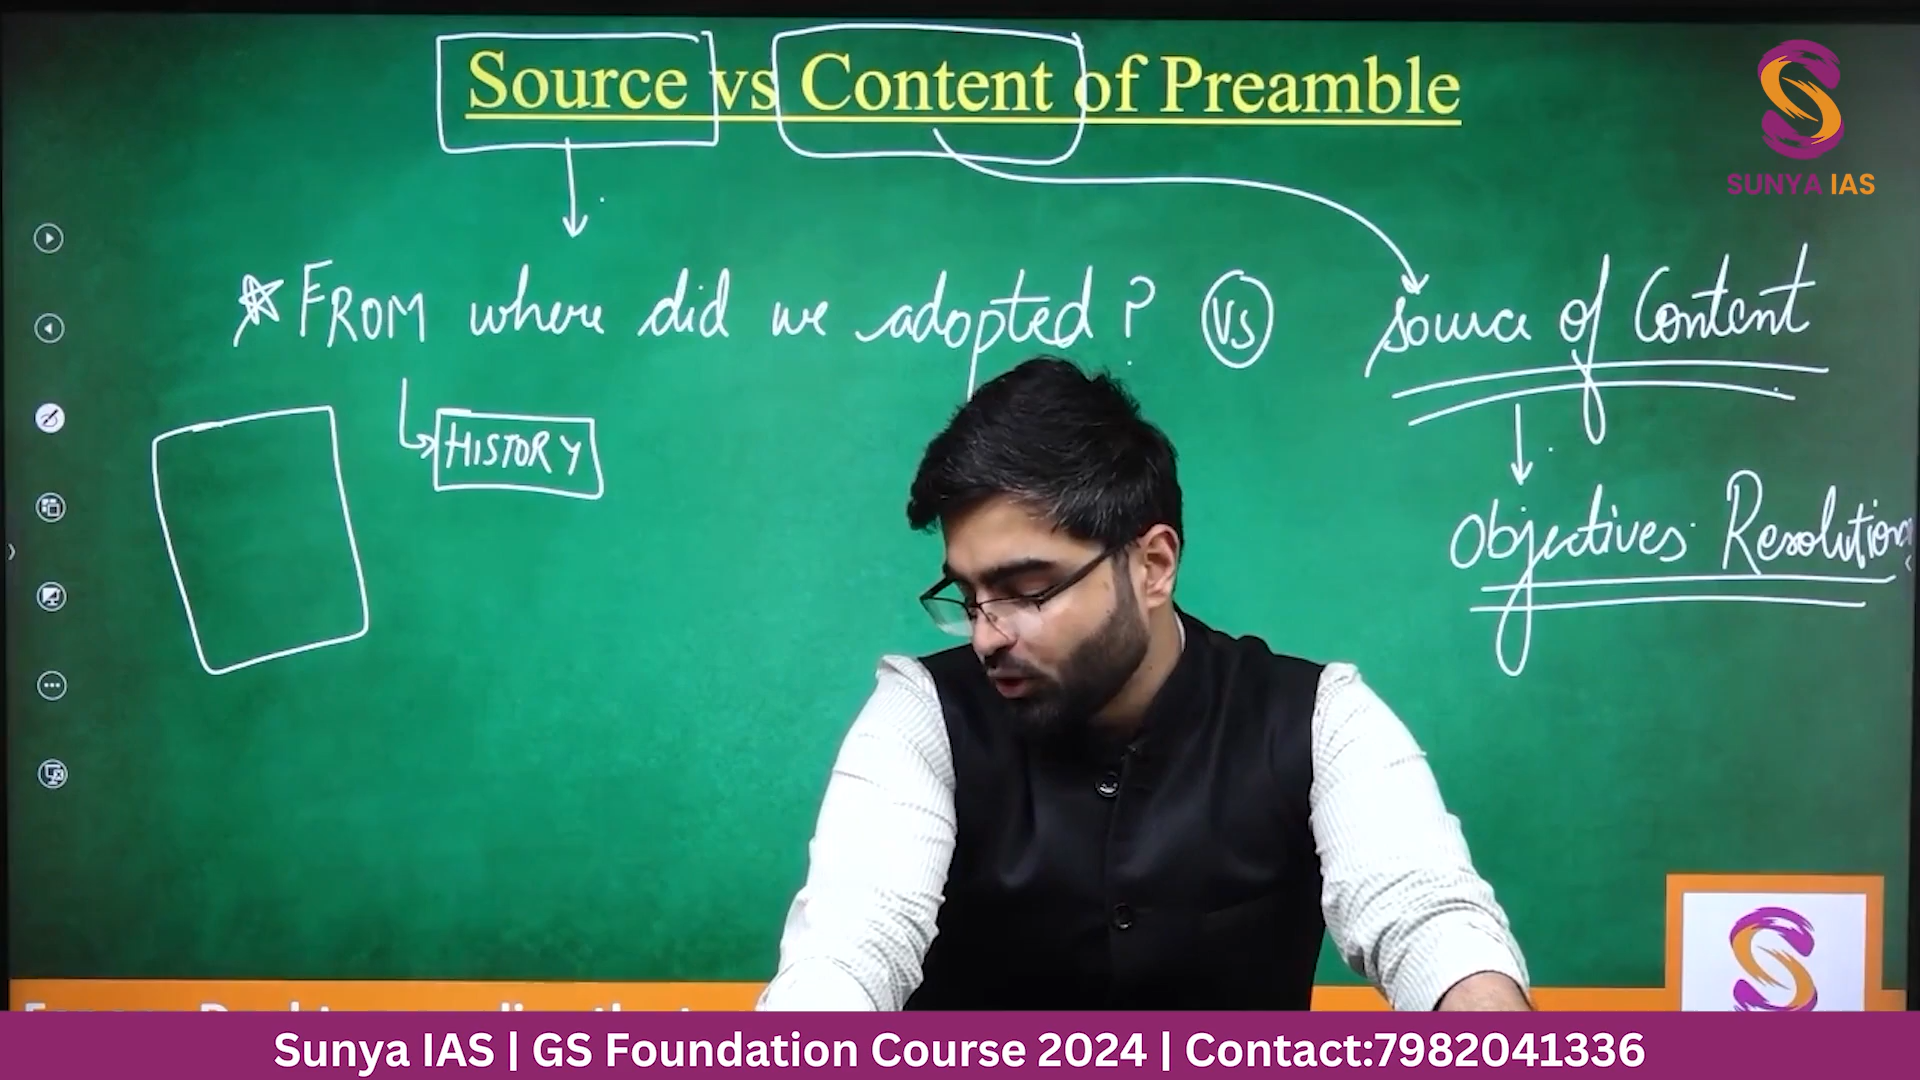 Source vs Content of Preamble
SUNYA IAS
FROM where did we adopted? VS source of Content
HISTORY
Objectives Resolution
Sunya IAS | GS Foundation Course 2024 | Contact:7982041336